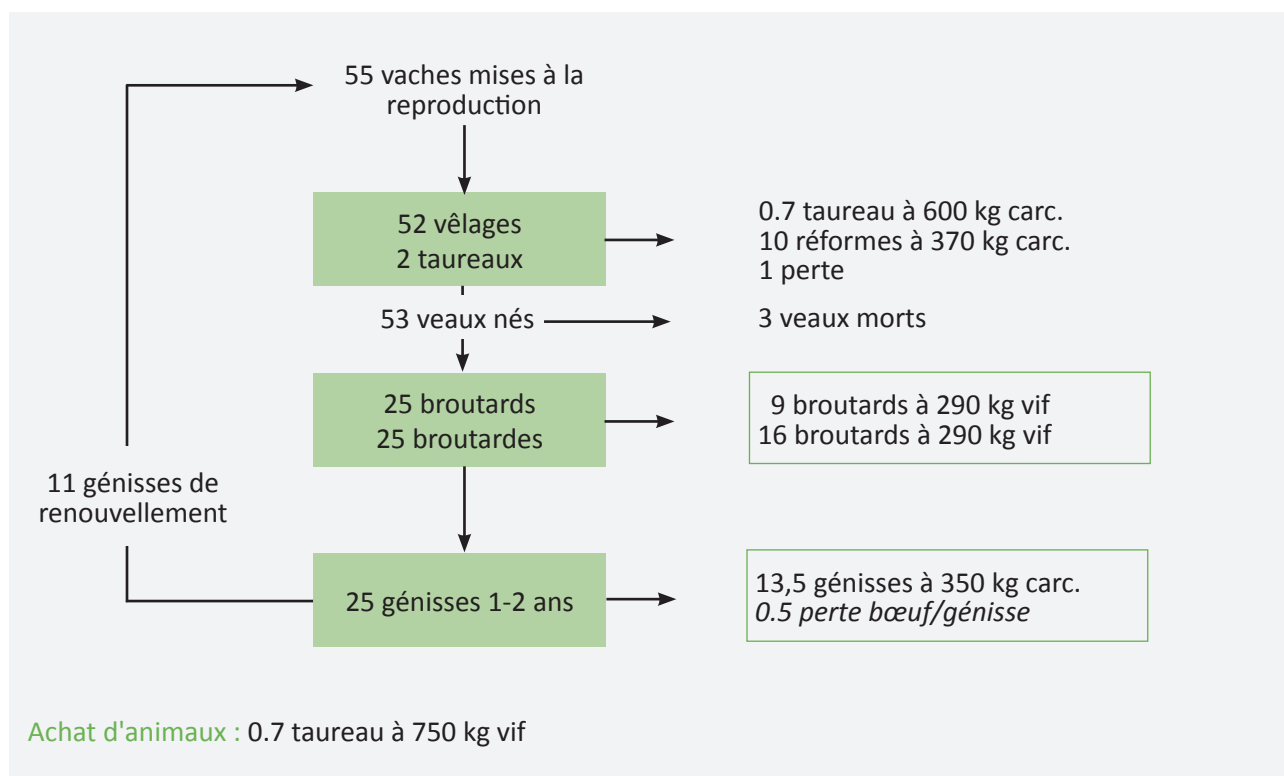 55 vaches mises à la
reproduction
52 vêlages
2 taureaux
0.7 taureau à 600 kg carc.
10 réformes à 370 kg carc.
1 perte
53 veaux nés
3 veaux morts
25 broutards
25 broutardes
9 broutards à 290 kg vif
16 broutards à 290 kg vif
11 génisses de
renouvellement
25 génisses 1-2 ans
13,5 génisses à 350 kg carc.
0.5 perte bœuf/génisse
Achat d'animaux : 0.7 taureau à 750 kg vif